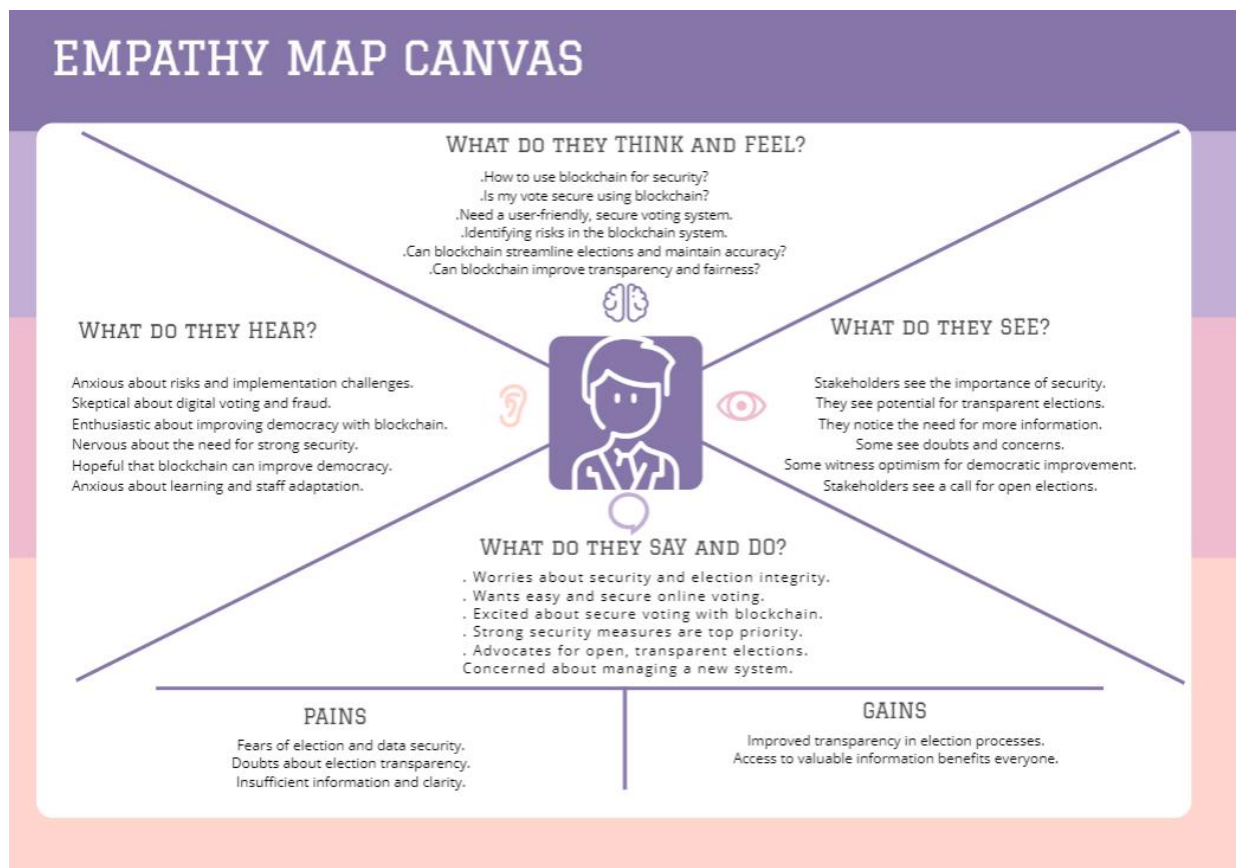 EMPATHY MAP CANVAS
WHAT DO THEY THINK AND FEEL?
.How to use blockchain for security?
.Is my vote secure using blockchain?
.Need a user-friendly, secure voting system.
.Identifying risks in the blockchain system.
.Can blockchain streamline elections and maintain accuracy?
.Can blockchain improve transparency and fairness?
WHAT DO THEY HEAR?
Anxious about risks and implementation challenges.
Skeptical about digital voting and fraud.
Enthusiastic about improving democracy with blockchain.
Nervous about the need for strong security.
Hopeful that blockchain can improve democracy.
Anxious about learning and staff adaptation.
WHAT DO THEY SEE?
Stakeholders see the importance of security.
They see potential for transparent elections.
They notice the need for more information.
Some see doubts and concerns.
Some witness optimism for democratic improvement.
Stakeholders see a call for open elections.
WHAT DO THEY SAY AND DO?
. Worries about security and election integrity.
. Wants easy and secure online voting.
. Excited about secure voting with blockchain.
. Strong security measures are top priority.
. Advocates for open, transparent elections.
Concerned about managing a new system.
PAINS
Fears of election and data security.
Doubts about election transparency.
Insufficient information and clarity.
GAINS
Improved transparency in election processes.
Access to valuable information benefits everyone.